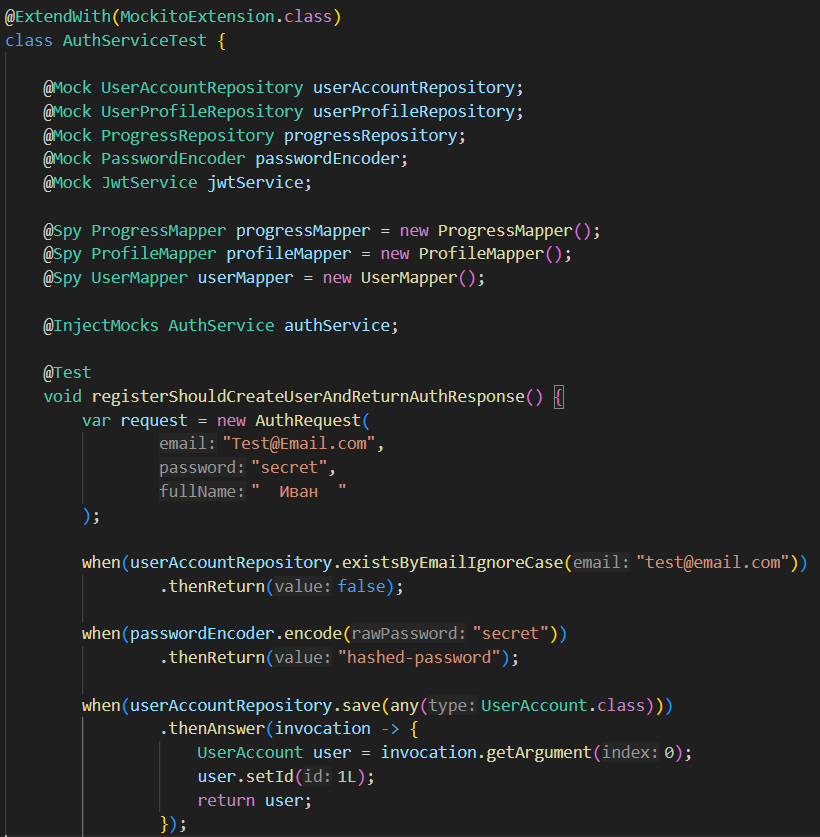 @ExtendWith(MockitoExtension.class)
class AuthServiceTest {
@Mock UserAccountRepository userAccountRepository;
@Mock UserProfileRepository userProfileRepository;
@Mock ProgressRepository progressRepository;
@Mock PasswordEncoder passwordEncoder;
@Mock JwtService jwtService;
@Spy ProgressMapper progressMapper = new ProgressMapper();
@Spy ProfileMapper profileMapper = new ProfileMapper();
@Spy UserMapper userMapper = new UserMapper();
@InjectMocks AuthService authService;
@Test
void registerShouldCreateUserAndReturnAuthResponse() {
var request = new AuthRequest(
email: "Test@Email.com",
password: "secret",
fullName: "  Иван  "
);
when(userAccountRepository.existsByEmailIgnoreCase(email: "test@email.com"))
.thenReturn(value: false);
when(passwordEncoder.encode(rawPassword: "secret"))
.thenReturn(value: "hashed-password");
when(userAccountRepository.save(any(type: UserAccount.class)))
.thenAnswer(invocation -> {
UserAccount user = invocation.getArgument(index: 0);
user.setId(id: 1L);
return user;
});